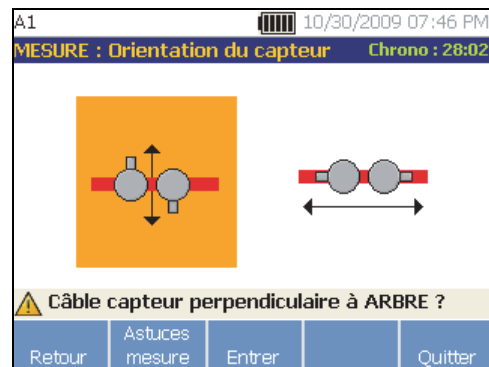 A1 10/30/2009 07:46 PM
MESURE : Orientation du capteur Chrono : 28:02
Câble capteur perpendiculaire à ARBRE ?
Retour Astuces mesure Entrer Quitter